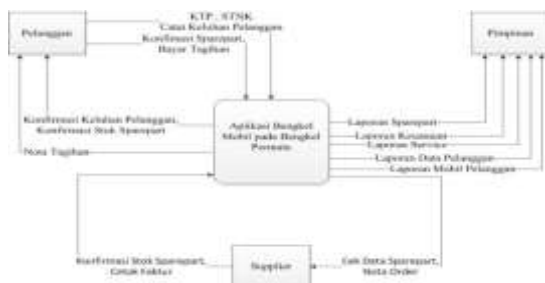 KTP , STNK
Catat Keluhan Pelanggan
Konfirmasi Sparepart,
Bayar Tagihan
Pelanggan
Pimpinan
Konfirmasi Keluhan Pelanggan,
Konfirmasi Stok Sparepart
Nota Tagihan
Aplikasi Bengkel
Mobil pada Bengkel
Permata
Laporan Sparepart
Laporan Keuangan
Laporan Service
Laporan Data Pelanggan
Laporan Mobil Pelanggan
Konfirmasi Stok Sparepart,
Cetak Faktur
Supplier
Cek Data Sparepart,
Nota Order